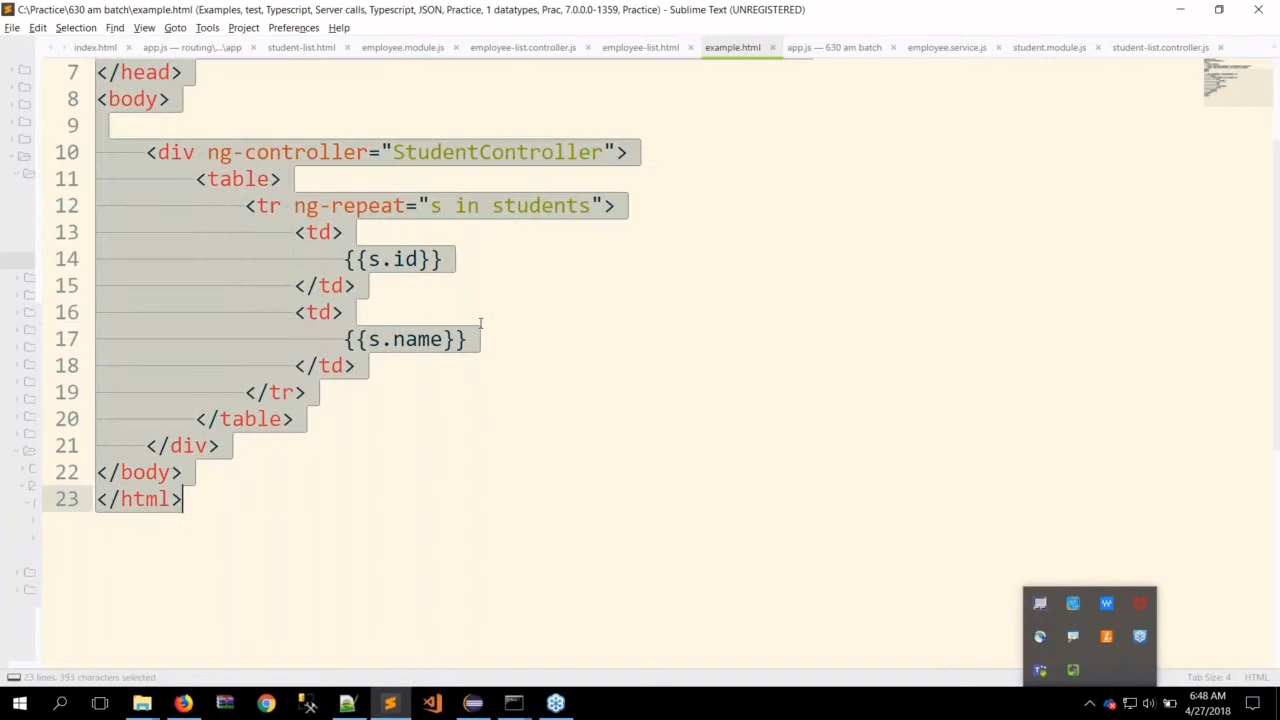 C:\Practice\630 am batch\example.html (Examples, test, Typescript, Server calls, Typescript, JSON, Practice, 1 datatypes, Prac, 7.0.0.0-1359, Practice) - Sublime Text (UNREGISTERED)
File Edit Selection Find View Goto Tools Project Preferences Help
index.html app.js — routing\...\app student-list.html employee.module.js employee-list.controller.js employee-list.html example.html app.js — 630 am batch employee.service.js student.module.js student-list.controller.js
7 </head>
8 <body>
9
10 <div ng-controller="StudentController">
11 <table>
12 <tr ng-repeat="s in students">
13 <td>
14 {{s.id}}
15 </td>
16 <td>
17 {{s.name}}
18 </td>
19 </tr>
20 </table>
21 </div>
22 </body>
23 </html>
23 lines, 393 characters selected
Tab Size: 4 HTML
6:48 AM
4/27/2018